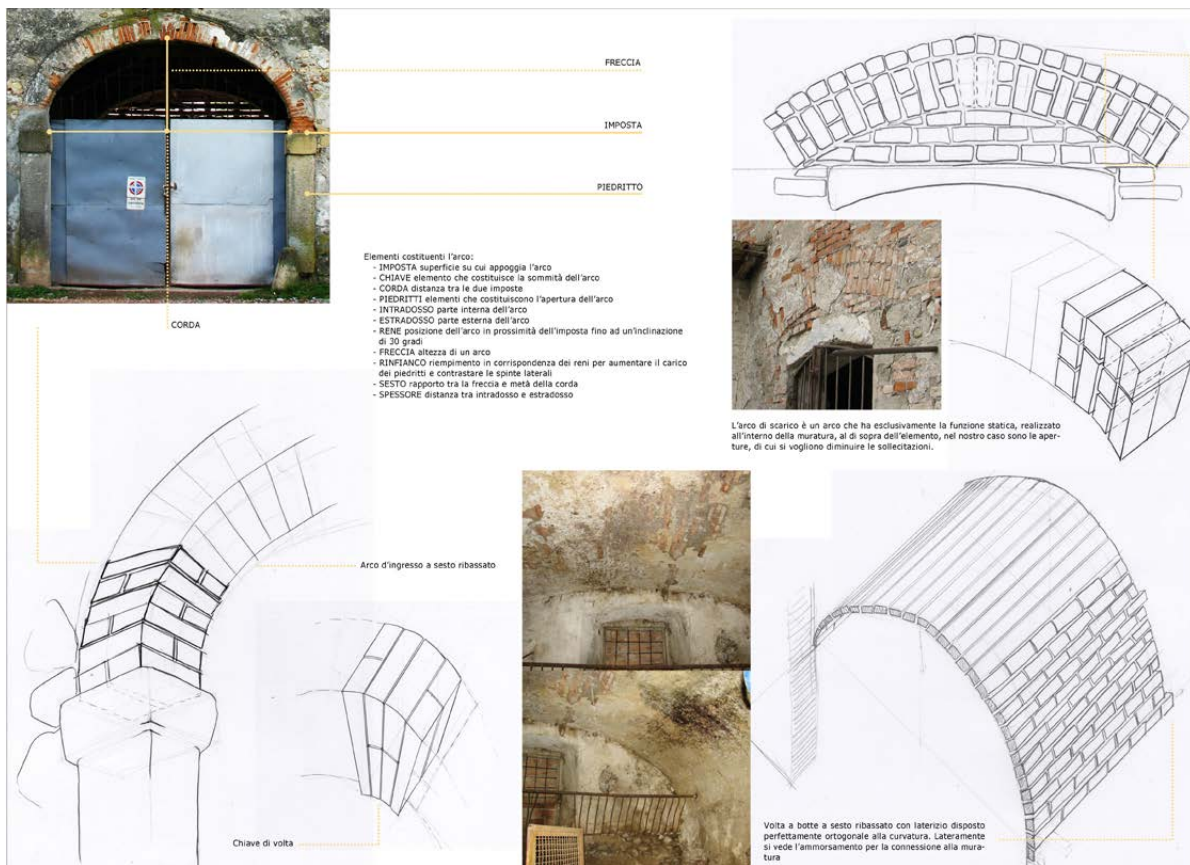 FRECCIA
IMPOSTA
PIEDRITTO
CORDA
Elementi costituenti l'arco:
- IMPOSTA superficie su cui appoggia l'arco
- CHIAVE elemento che costituisce la sommità dell'arco
- CORDA distanza tra le due imposte
- PIEDRITTI elementi che costituiscono l'apertura dell'arco
- INTRADOSSO parte interna dell'arco
- ESTRADOSSO parte esterna dell'arco
- RENE posizione dell'arco in prossimità dell'imposta fino ad un'inclinazione
di 30 gradi
- FRECCIA altezza di un arco
- RINFIANCO riempimento in corrispondenza dei reni per aumentare il carico
dei piedritti e contrastare le spinte laterali
- SESTO rapporto tra la freccia e metà della corda
- SPESSORE distanza tra intradosso e estradosso
L'arco di scarico è un arco che ha esclusivamente la funzione statica, realizzato
all'interno della muratura, al di sopra dell'elemento, nel nostro caso sono le aper-
ture, di cui si vogliono diminuire le sollecitazioni.
Arco d'ingresso a sesto ribassato
Chiave di volta
Volta a botte a sesto ribassato con laterizio disposto
perfettamente ortogonale alla curvatura. Lateramente
si vede l'ammorsamento per la connessione alla mura-
tura